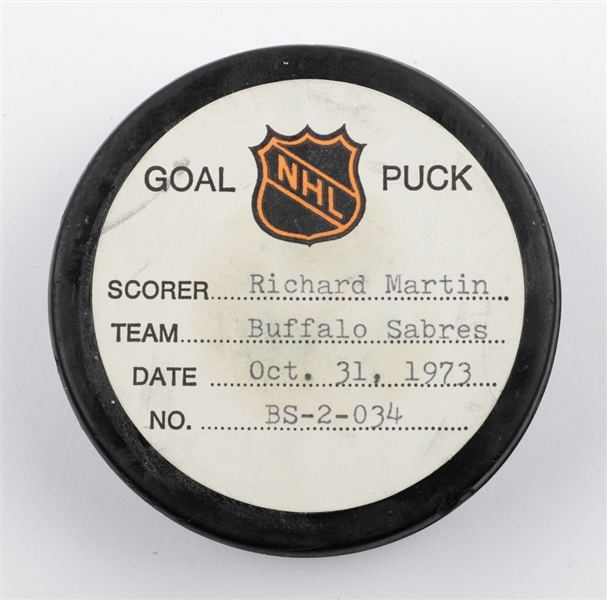 GOAL NHL PUCK
SCORER Richard Martin
TEAM Buffalo Sabres
DATE Oct. 31, 1973
NO. BS-2-034